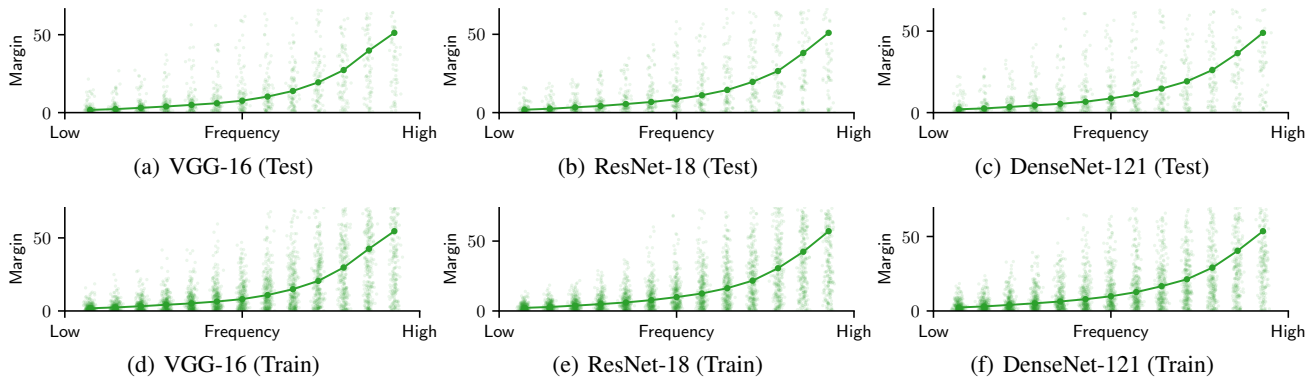 Margin
50
0
Low Frequency High
(a) VGG-16 (Test)
Margin
50
0
Low Frequency High
(b) ResNet-18 (Test)
Margin
50
0
Low Frequency High
(c) DenseNet-121 (Test)
Margin
50
0
Low Frequency High
(d) VGG-16 (Train)
Margin
50
0
Low Frequency High
(e) ResNet-18 (Train)
Margin
50
0
Low Frequency High
(f) DenseNet-121 (Train)